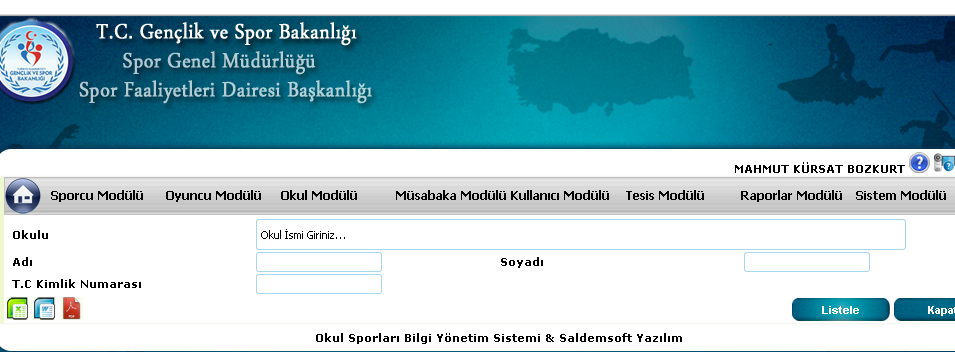 T.C. Gençlik ve Spor Bakanlığı
Spor Genel Müdürlüğü
Spor Faaliyetleri Dairesi Başkanlığı
GENÇLİK VE SPOR
BAKANLIĞI
MAHMUT KÜRSAT BOZKURT
Sporcu Modülü Oyuncu Modülü Okul Modülü Müsabaka Modülü Kullanıcı Modülü Tesis Modülü Raporlar Modülü Sistem Modülü
Okulu Okul İsmi Giriniz...
Adı Soyadı
T.C Kimlik Numarası
Listele Kapat
Okul Sporları Bilgi Yönetim Sistemi & Saldemsoft Yazılım